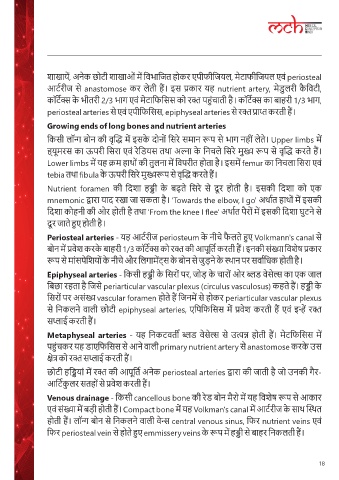 mch
शाखायें, अनेक छोटी शाखाओं में विभाजित होकर एपीफीजियल, मेटाफीजियल एवं periosteal
आर्टरीज से anastomose कर लेती हैं। इस प्रकार यह nutrient artery, मेडुलरी कैविटी,
कॉर्टेक्स के भीतरी 2/3 भाग एवं मेटाफिसिस को रक्त पहुंचाती है। कॉर्टेक्स का बाहरी 1/3 भाग,
periosteal arteries से एवं एपीफिसिस, epiphyseal arteries से रक्त प्राप्त करती हैं।
Growing ends of long bones and nutrient arteries
किसी लॉन्ग बोन की वृद्धि में इसके दोनों सिरे समान रूप से भाग नहीं लेते। Upper limbs में
ह्यूमरस का ऊपरी सिरा एवं रेडियस तथा अल्ना के निचले सिरे मुख्य रूप से वृद्धि करते हैं।
Lower limbs में यह क्रम हाथों की तुलना में विपरीत होता है। इसमें femur का निचला सिरा एवं
tebia तथा fibula के ऊपरी सिरे मुख्यरूप से वृद्धि करते हैं।
Nutrient foramen की दिशा हड्डी के बढ़ते सिरे से दूर होती है। इसकी दिशा को एक
mnemonic द्वारा याद रखा जा सकता है। 'Towards the elbow, I go' अर्थात हाथों में इसकी
दिशा कोहनी की ओर होती है तथा 'From the knee I flee' अर्थात पैरों में इसकी दिशा घुटने से
दूर जाते हुए होती है।
Periosteal arteries - यह आर्टरीज periosteum के नीचे फैलते हुए Volkmann's canal से
बोन में प्रवेश करके बाहरी 1/3 कॉर्टेक्स को रक्त की आपूर्ति करती हैं। इनकी संख्या विशेष प्रकार
रूप से मांसपेशियों के नीचे और लिगामेंट्स के बोन से जुड़ने के स्थान पर सर्वाधिक होती है।
Epiphyseal arteries - किसी हड्डी के सिरों पर, जोड़ के चारों ओर ब्लड वेसेल्स का एक जाल
बिछा रहता है जिसे periarticular vascular plexus (circulus vasculosus) कहते हैं। हड्डी के
सिरों पर असंख्य vascular foramen होते हैं जिनमें से होकर periarticular vascular plexus
से निकलने वाली छोटी epiphyseal arteries, एपिफिसिस में प्रवेश करती हैं एवं इन्हें रक्त
सप्लाई करती हैं।
Metaphyseal arteries - यह निकटवर्ती ब्लड वेसेल्स से उत्पन्न होती हैं। मेटफिसिस में
पहुंचकर यह डाएफिसिस से आने वाली primary nutrient artery से anastomose करके उस
क्षेत्र को रक्त सप्लाई करती हैं।
छोटी हड्डियां में रक्त की आपूर्ति अनेक periosteal arteries द्वारा की जाती है जो उनकी गैर-
आर्टिकुलर सतहों से प्रवेश करती हैं।
Venous drainage - किसी cancellous bone की रेड बोन मैरो में यह विशेष रूप से आकार
एवं संख्या में बड़ी होती हैं। Compact bone में यह Volkman's canal में आर्टरीज के साथ स्थित
होती हैं। लॉन्ग बोन से निकलने वाली वेन्स central venous sinus, फिर nutrient veins एवं
फिर periosteal vein से होते हुए emmissery veins के रूप में हड्डी से बाहर निकलती हैं।
18